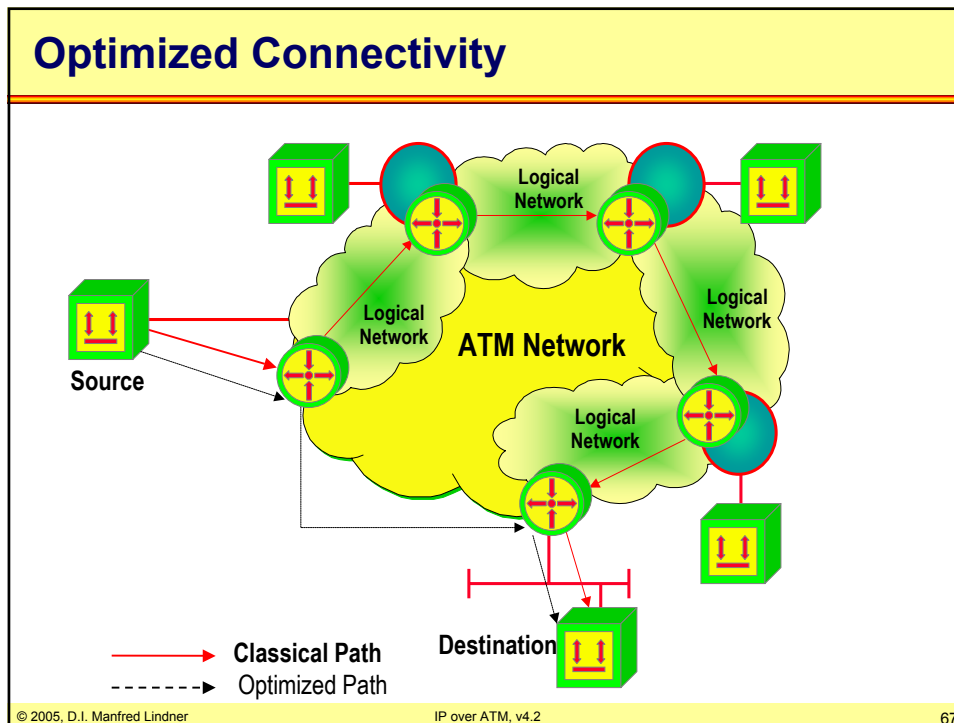 Optimized Connectivity
Logical
Network
Logical
Network
Logical
Network
ATM Network
Source
Logical
Network
Destination
Classical Path
Optimized Path
© 2005, D.I. Manfred Lindner
IP over ATM, v4.2
67